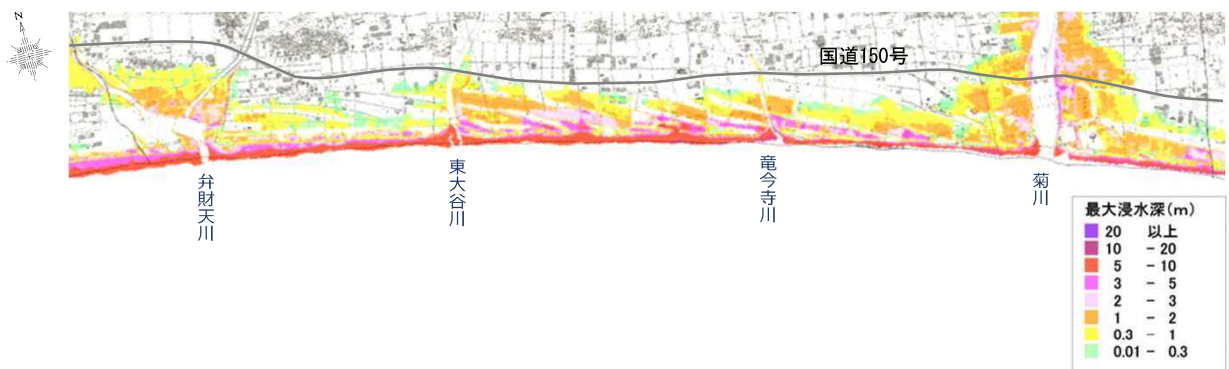 N
国道150号
弁財天川
東大谷川
竜今寺川
菊川
最大浸水深(m)
20 以上
10 - 20
5 - 10
3 - 5
2 - 3
1 - 2
0.3 - 1
0.01 - 0.3